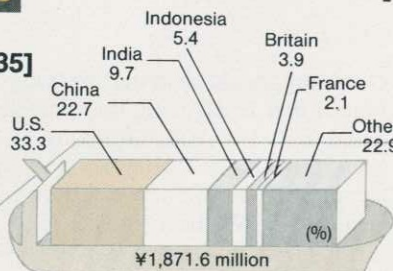 Indonesia
5.4
Britain
3.9
India
9.7
35]
China
22.7
France
2.1
U.S.
33.3
Othe
22.9
(%)
¥1,871.6 million